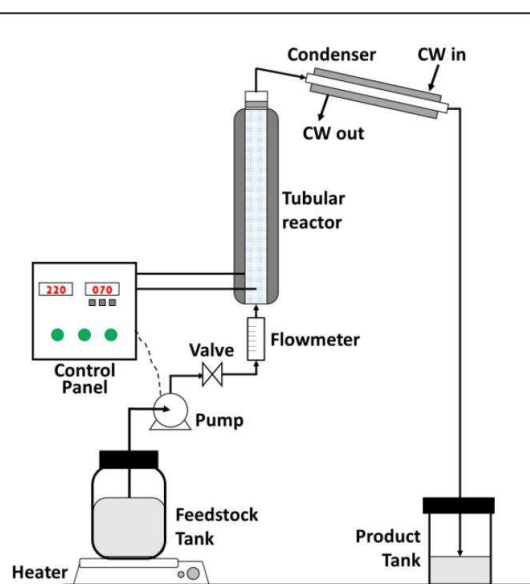 Condenser
CW in
CW out
Tubular
reactor
220
070
Flowmeter
Valve
Control
Panel
Pump
Feedstock
Tank
Product
Tank
Heater